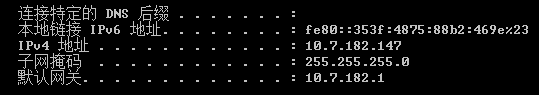 连接特定的 DNS 后缀 . . . . . . . :
本地链接 IPv6 地址. . . . . . . . : fe80::353f:4875:88b2:469e%23
IPv4 地址 . . . . . . . . . . . . : 10.7.182.147
子网掩码 . . . . . . . . . . . . : 255.255.255.0
默认网关. . . . . . . . . . . . . : 10.7.182.1